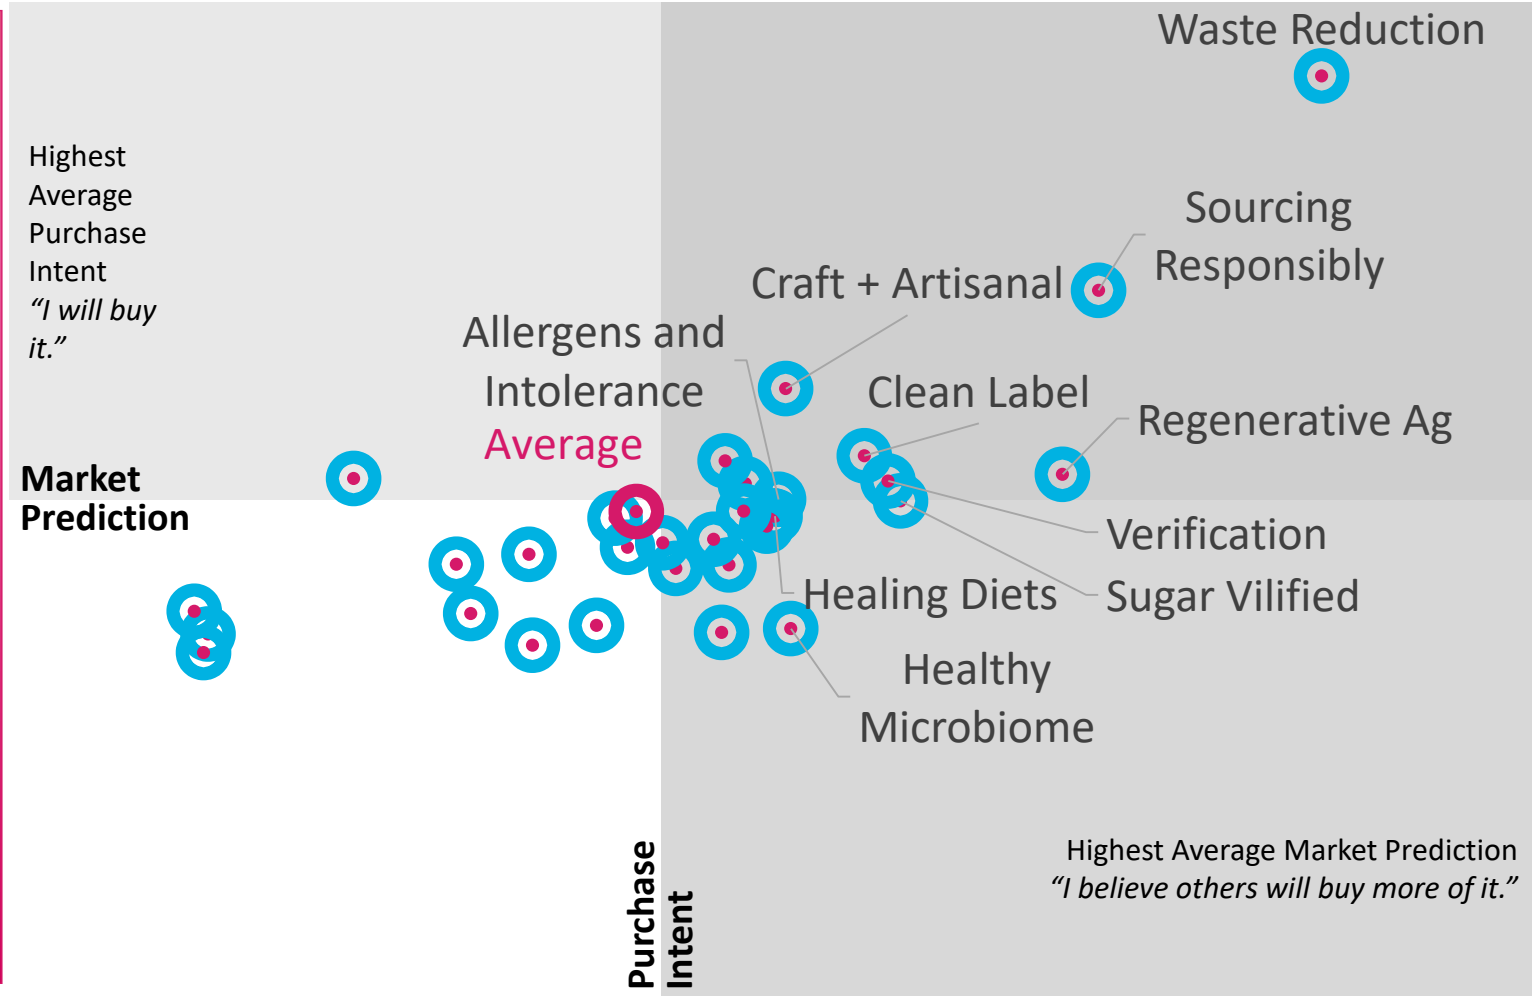 Waste Reduction
Highest
Average
Purchase
Intent
“I will buy
it.”
Sourcing
Responsibly
Craft + Artisanal
Allergens and
Intolerance
Average
Clean Label
Regenerative Ag
Market
Prediction
Verification
Healing Diets
Sugar Vilified
Healthy
Microbiome
Purchase
Intent
Highest Average Market Prediction
“I believe others will buy more of it.”